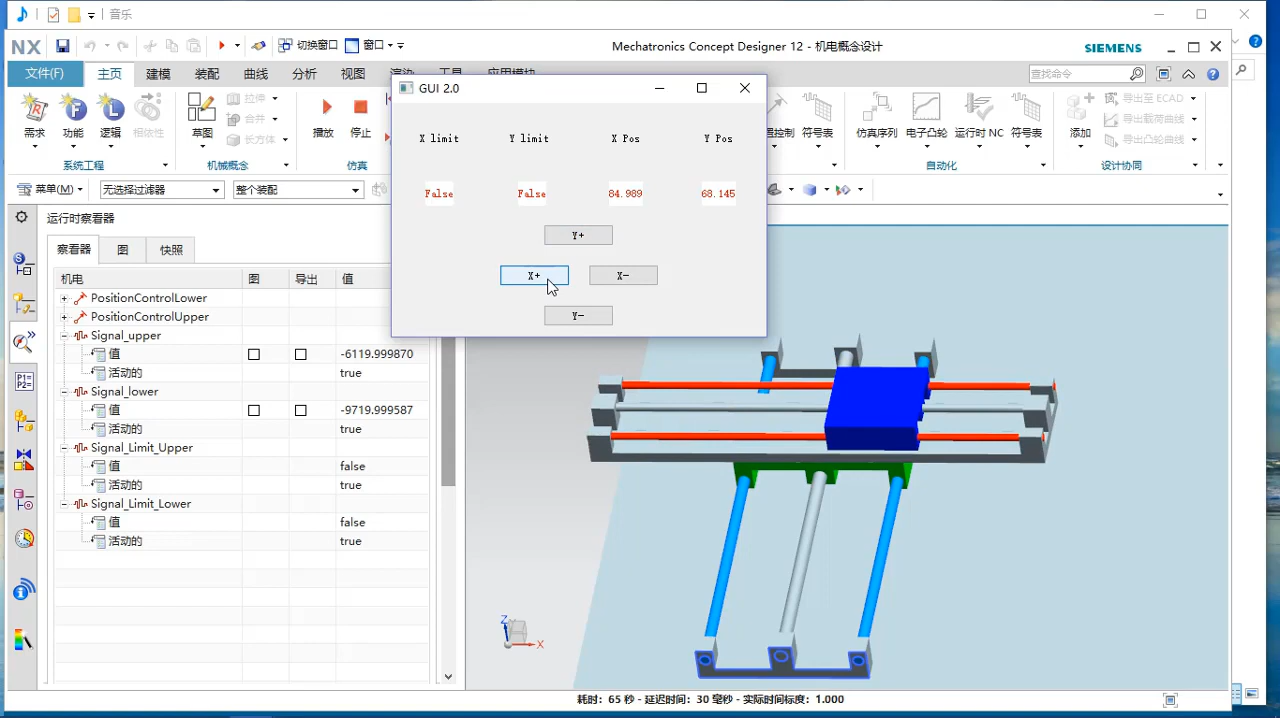 音乐
NX
切换窗口
窗口
Mechatronics Concept Designer 12 - 机电概念设计
SIEMENS
文件(F)
主页
建模
装配
曲线
分析
视图
渲染
工具
应用模块
查找命令
需求
功能
逻辑
相依性
系统工程
草图
拉伸
合并
长方体
机械概念
播放
停止
仿真
符号表
仿真序列
电子凸轮
运行时 NC
符号表
自动化
添加
导出至 ECAD
导出载荷曲线
导出凸轮曲线
设计协同
菜单(M)
无选择过滤器
整个装配
GUI 2.0
X limit
Y limit
X Pos
Y Pos
False
False
84.989
68.145
Y+
X+
X-
Y-
运行时察看器
察看器
图
快照
机电
图
导出
值
PositionControlLower
PositionControlUpper
Signal_upper
值
-6119.999870
活动的
true
Signal_lower
值
-9719.999587
活动的
true
Signal_Limit_Upper
值
false
活动的
true
Signal_Limit_Lower
值
false
活动的
true
Z
X
耗时: 65 秒 - 延迟时间: 30 毫秒 - 实际时间标度: 1.000